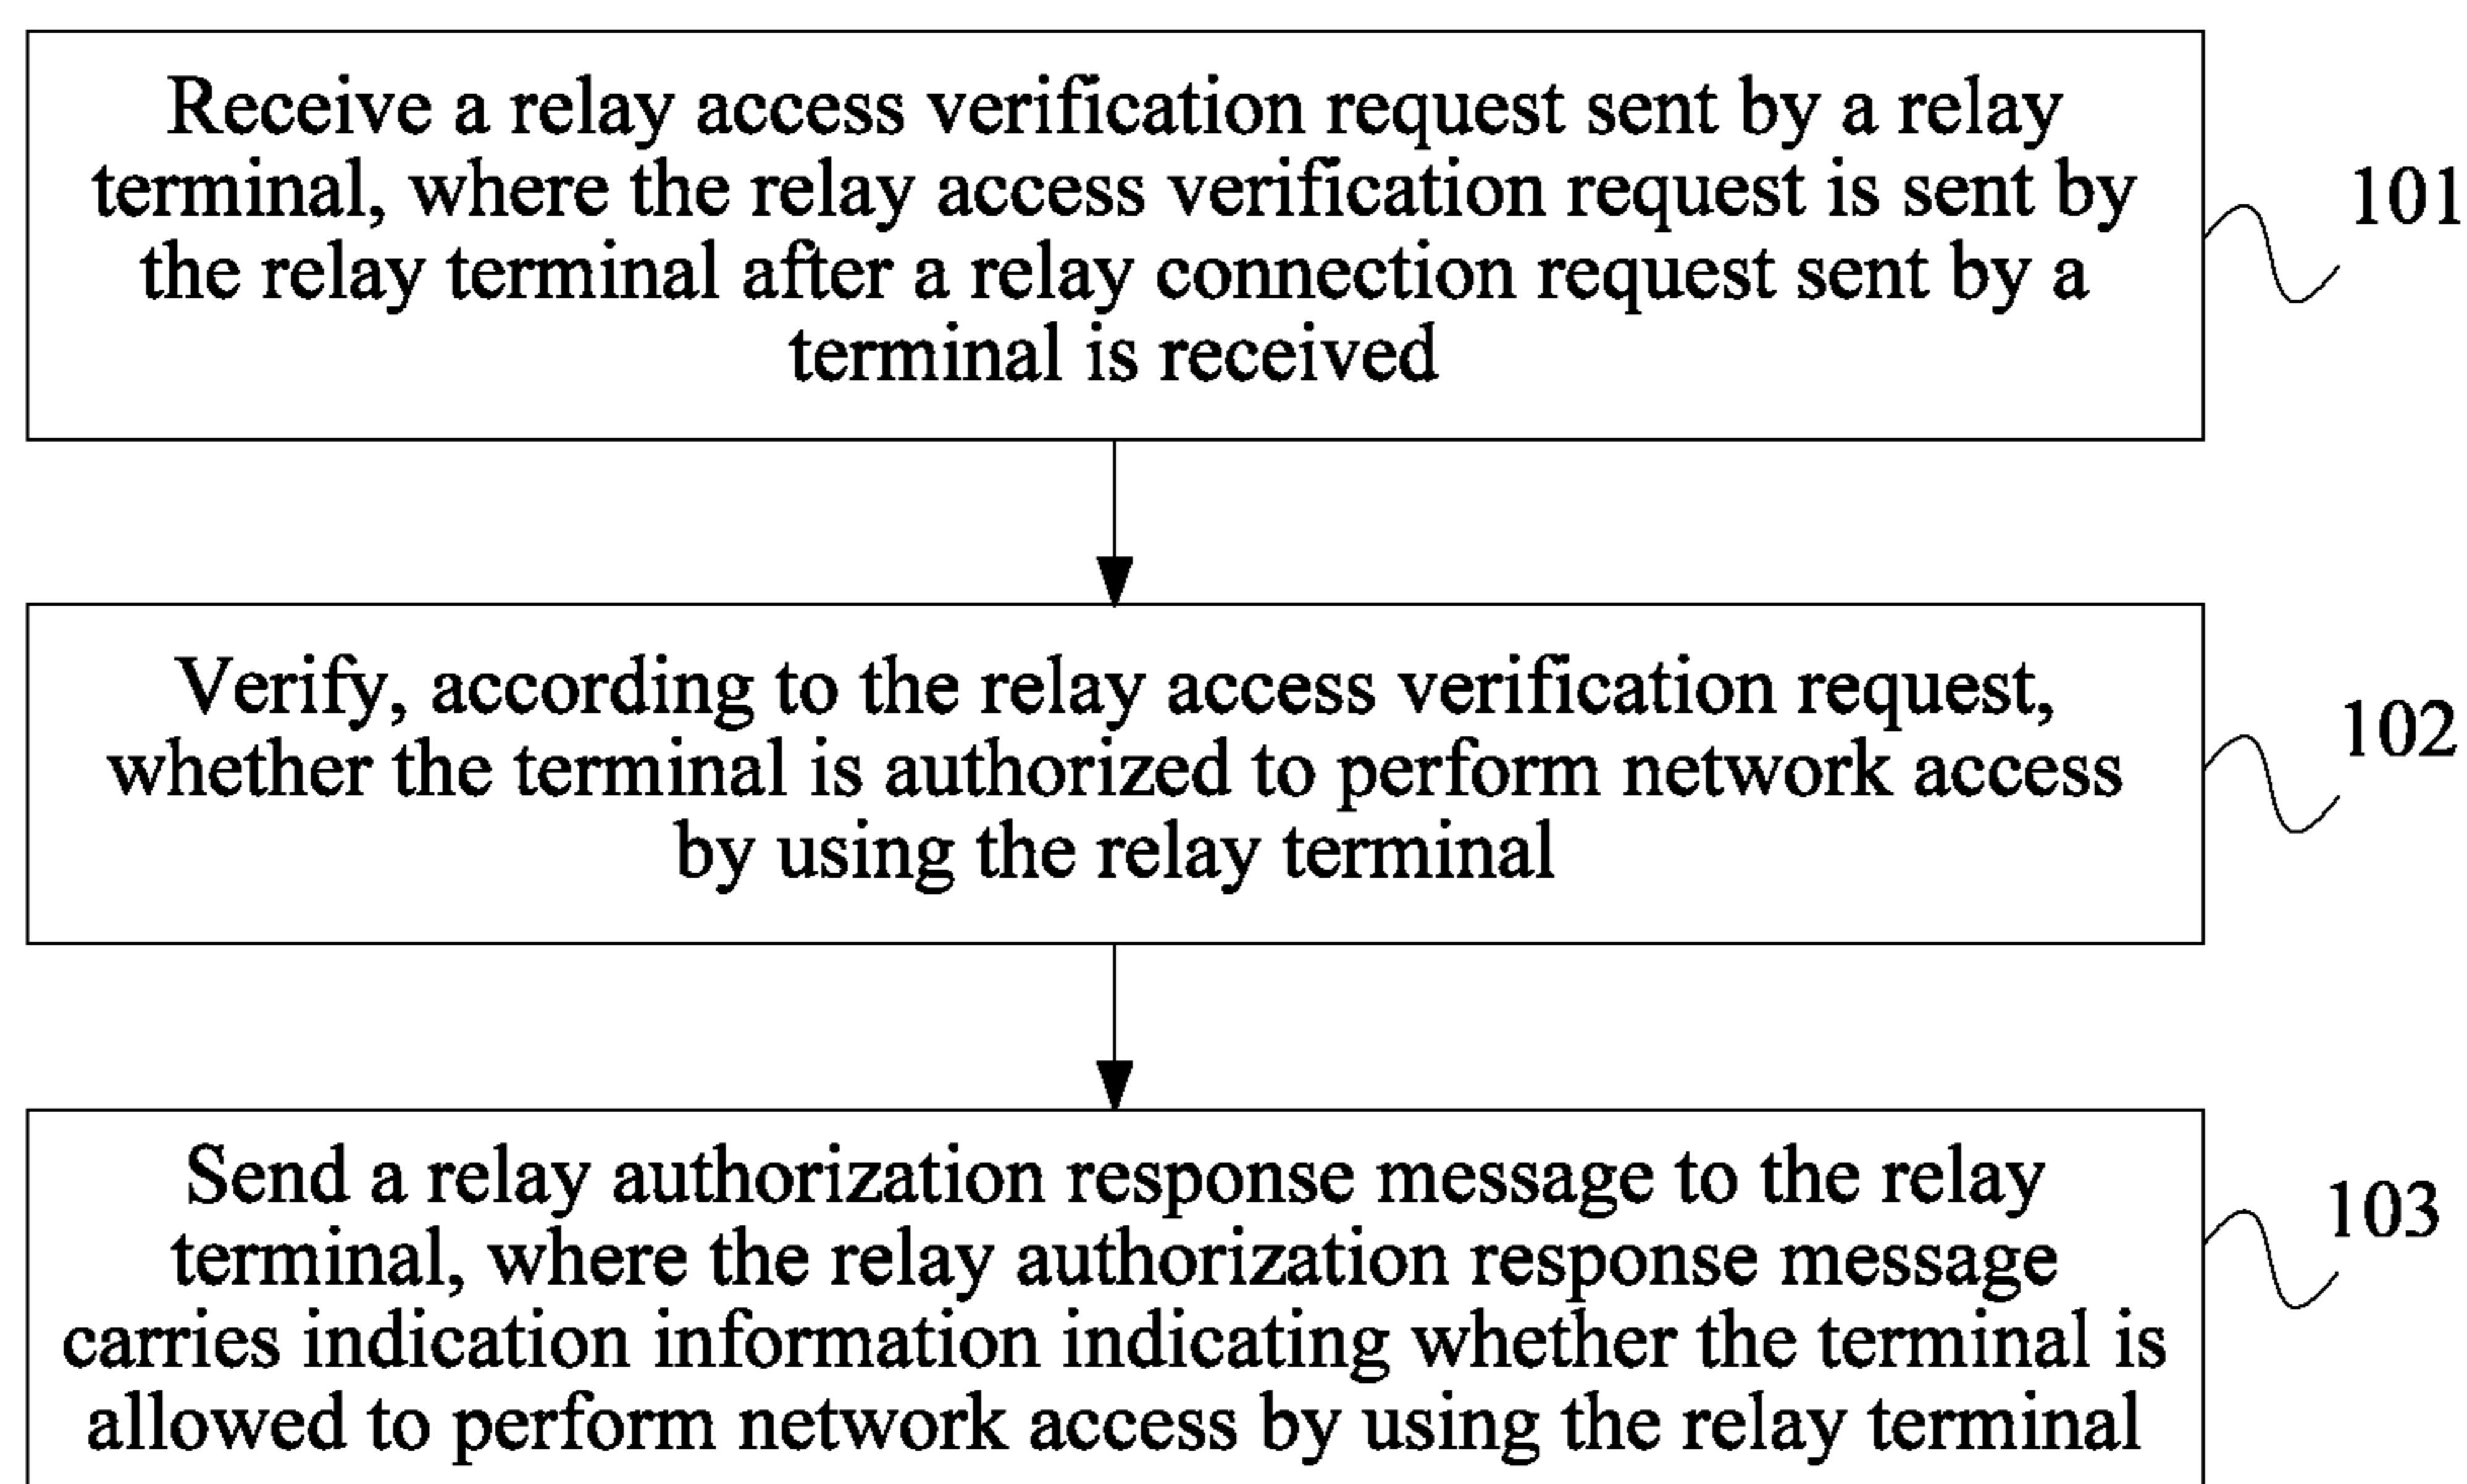 Receive a relay access verification request sent by a relay
terminal, where the relay access verification request is sent by
the relay terminal after a relay connection request sent by a
terminal is received
101
Verify, according to the relay access verification request,
whether the terminal is authorized to perform network access
by using the relay terminal
102
Send a relay authorization response message to the relay
terminal, where the relay authorization response message
carries indication information indicating whether the terminal is
allowed to perform network access by using the relay terminal
103